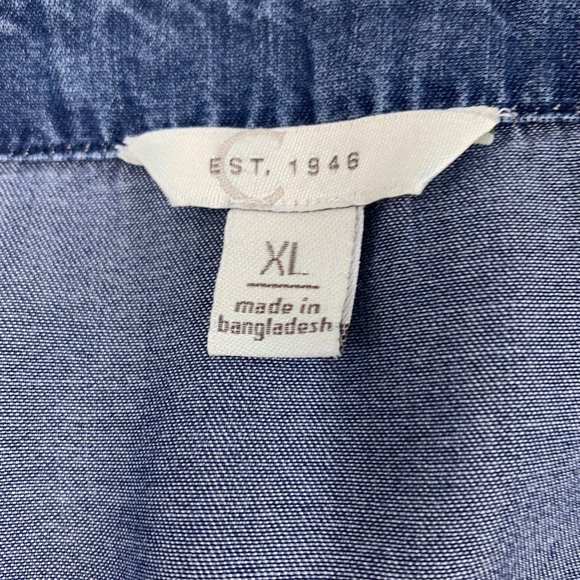 C
EST. 1946
XL
made in
bangladesh